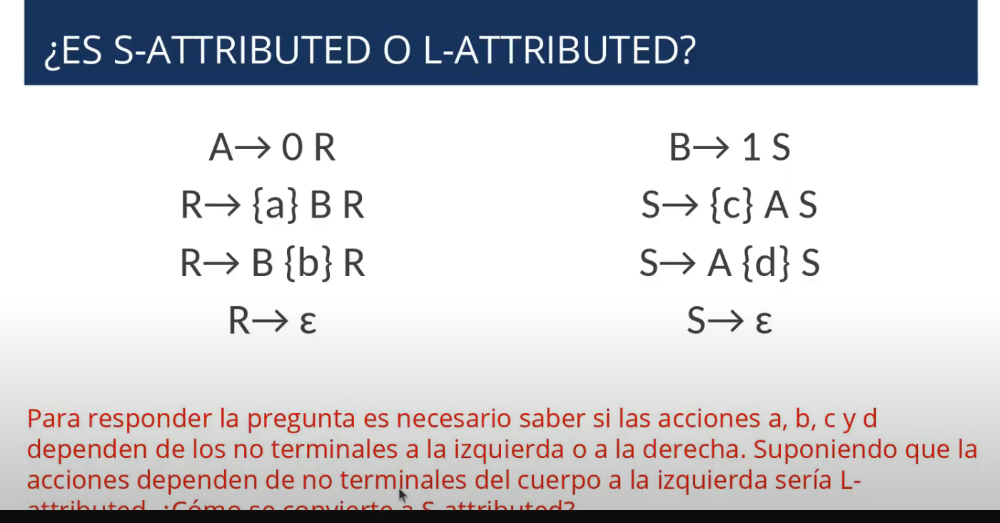 ¿ES S-ATTRIBUTED O L-ATTRIBUTED?
A→ 0 R
R→ {a} B R
R→ B {b} R
R→ ε
B→ 1 S
S→ {c} A S
S→ A {d} S
S→ ε
Para responder la pregunta es necesario saber si las acciones a, b, c y d
dependen de los no terminales a la izquierda o a la derecha. Suponiendo que la
acciones dependen de no terminales del cuerpo a la izquierda sería L-
attributed. ¿Cómo se convierte a S-attributed?